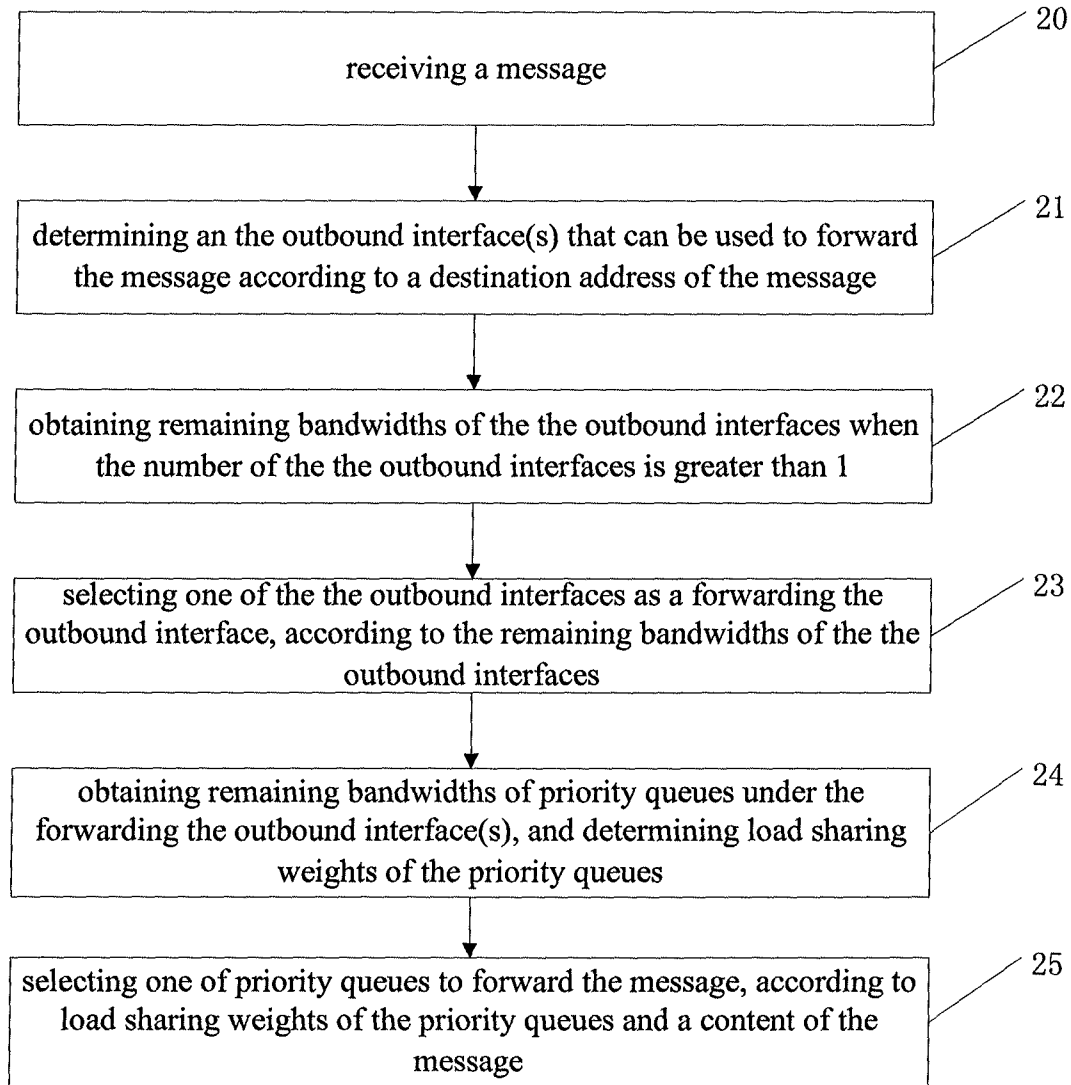 20
receiving a message
21
determining an the outbound interface(s) that can be used to forward
the message according to a destination address of the message
22
obtaining remaining bandwidths of the the outbound interfaces when
the number of the the outbound interfaces is greater than 1
23
selecting one of the the outbound interfaces as a forwarding the
outbound interface, according to the remaining bandwidths of the the
outbound interfaces
24
obtaining remaining bandwidths of priority queues under the
forwarding the outbound interface(s), and determining load sharing
weights of the priority queues
25
selecting one of priority queues to forward the message, according to
load sharing weights of the priority queues and a content of the
message